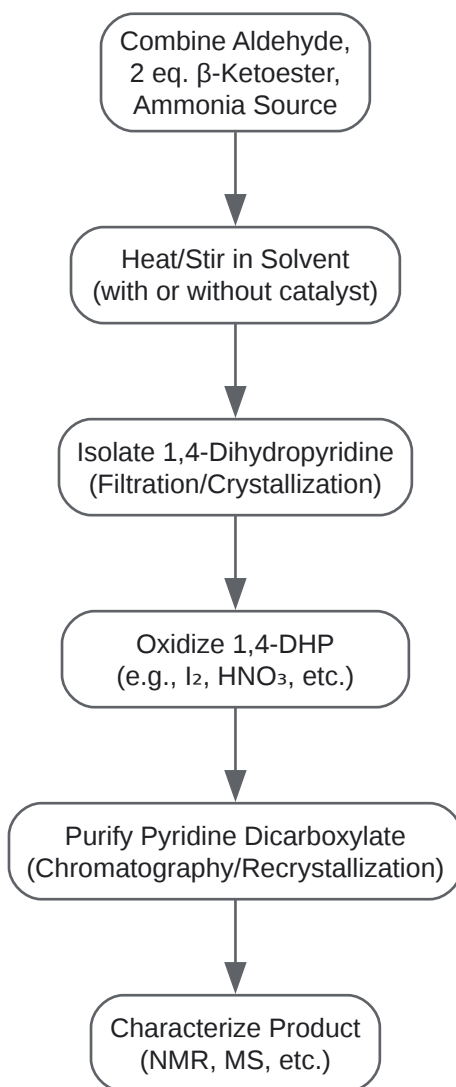 Combine Aldehyde,
2 eq. β-Ketoester,
Ammonia Source
Heat/Stir in Solvent
(with or without catalyst)
Isolate 1,4-Dihydropyridine
(Filtration/Crystallization)
Oxidize 1,4-DHP
(e.g., I₂, HNO₃, etc.)
Purify Pyridine Dicarboxylate
(Chromatography/Recrystallization)
Characterize Product
(NMR, MS, etc.)